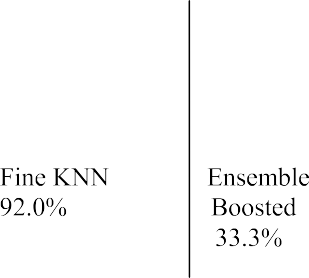 Fine KNN
92.0%
Ensemble
Boosted
33.3%